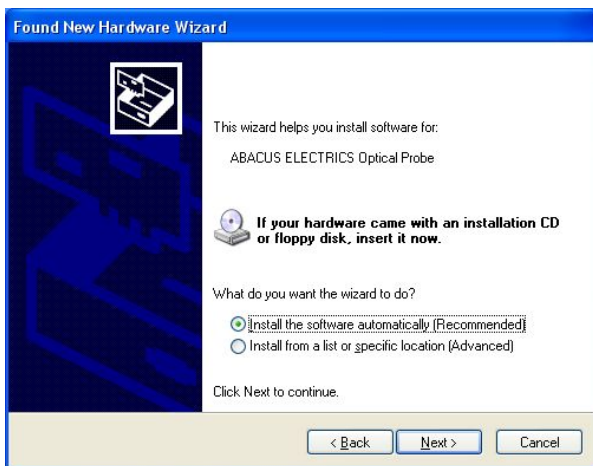 Found New Hardware Wizard
This wizard helps you install software for:
ABACUS ELECTRICS Optical Probe
If your hardware came with an installation CD
or floppy disk, insert it now.
What do you want the wizard to do?
Install the software automatically (Recommended)
Install from a list or specific location (Advanced)
Click Next to continue.
< Back Next > Cancel